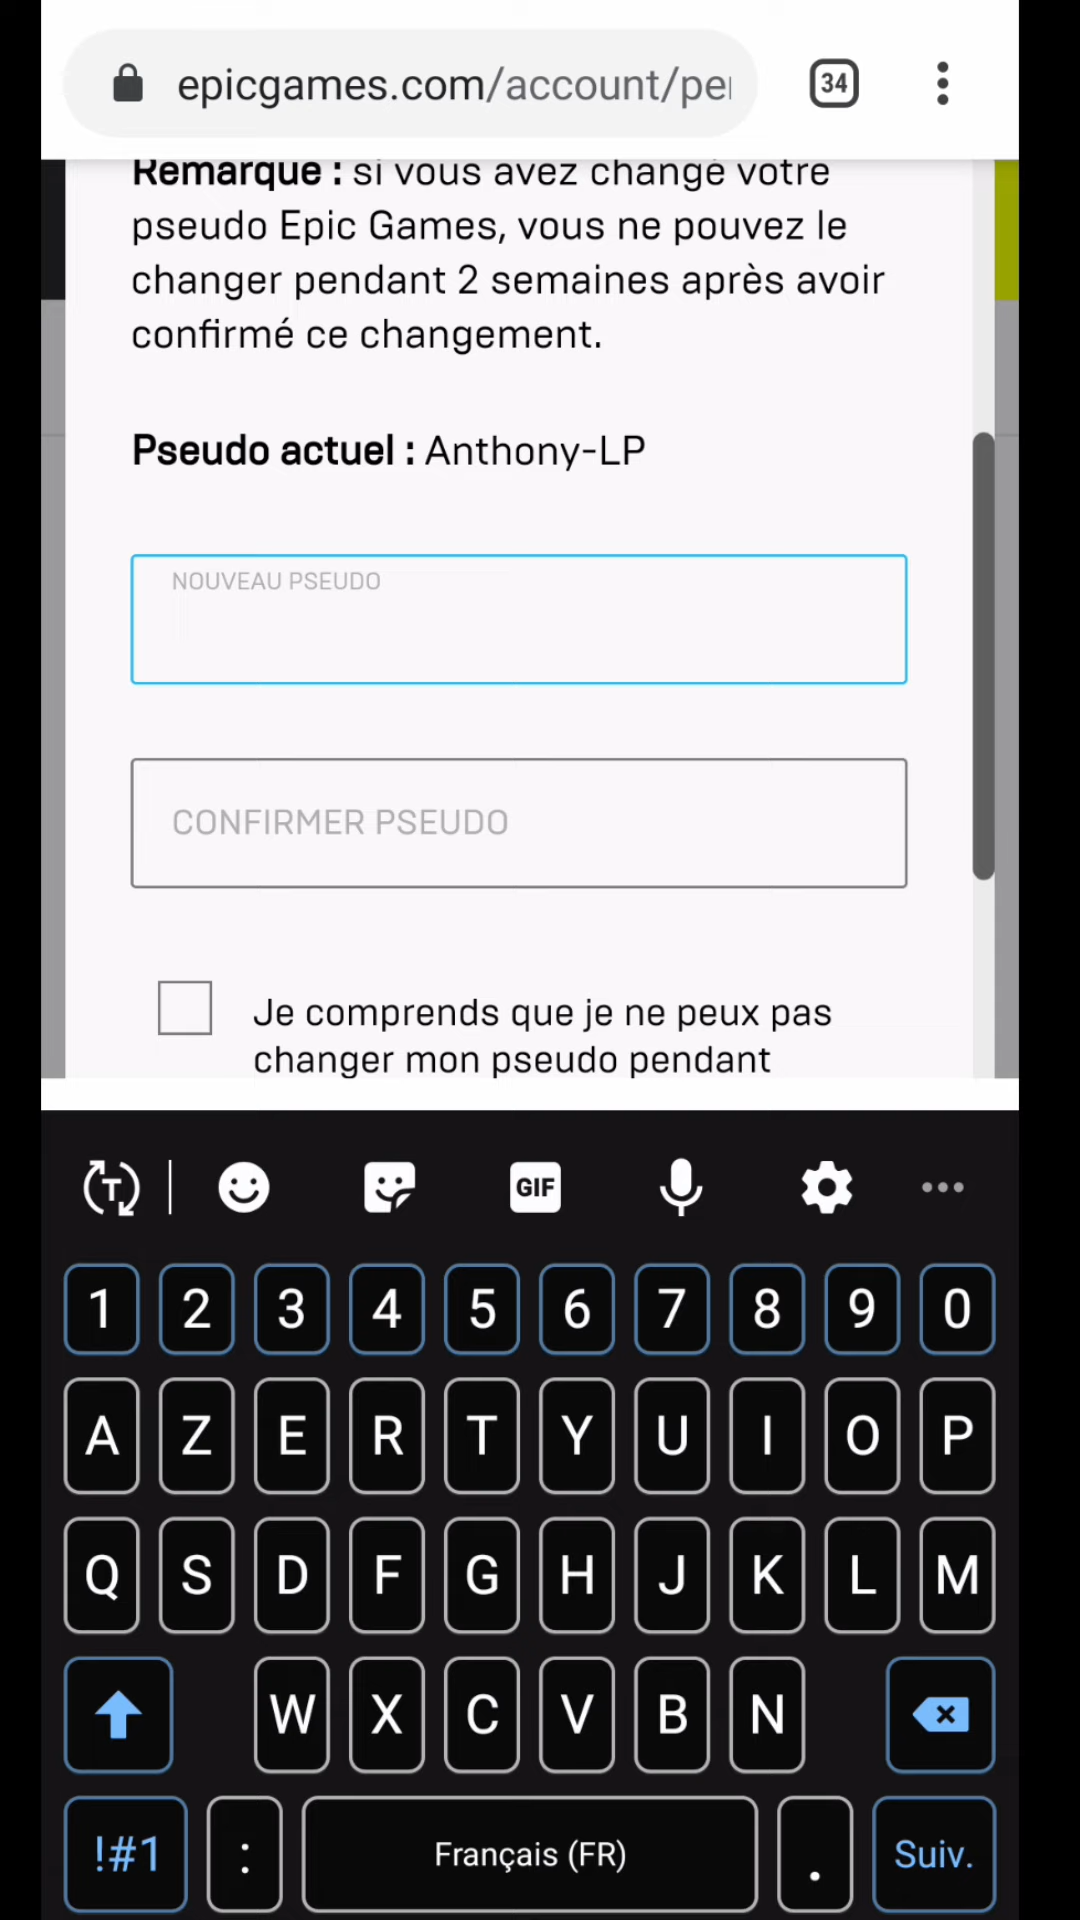 epicgames.com/account/pe
34
Remarque : si vous avez changé votre
pseudo Epic Games, vous ne pouvez le
changer pendant 2 semaines après avoir
confirmé ce changement.
Pseudo actuel : Anthony-LP
NOUVEAU PSEUDO
CONFIRMER PSEUDO
Je comprends que je ne peux pas
changer mon pseudo pendant
T GIF
1 2 3 4 5 6 7 8 9 0
A Z E R T Y U I O P
Q S D F G H J K L M
W X C V B N
!#1 : Français (FR) . Suiv.